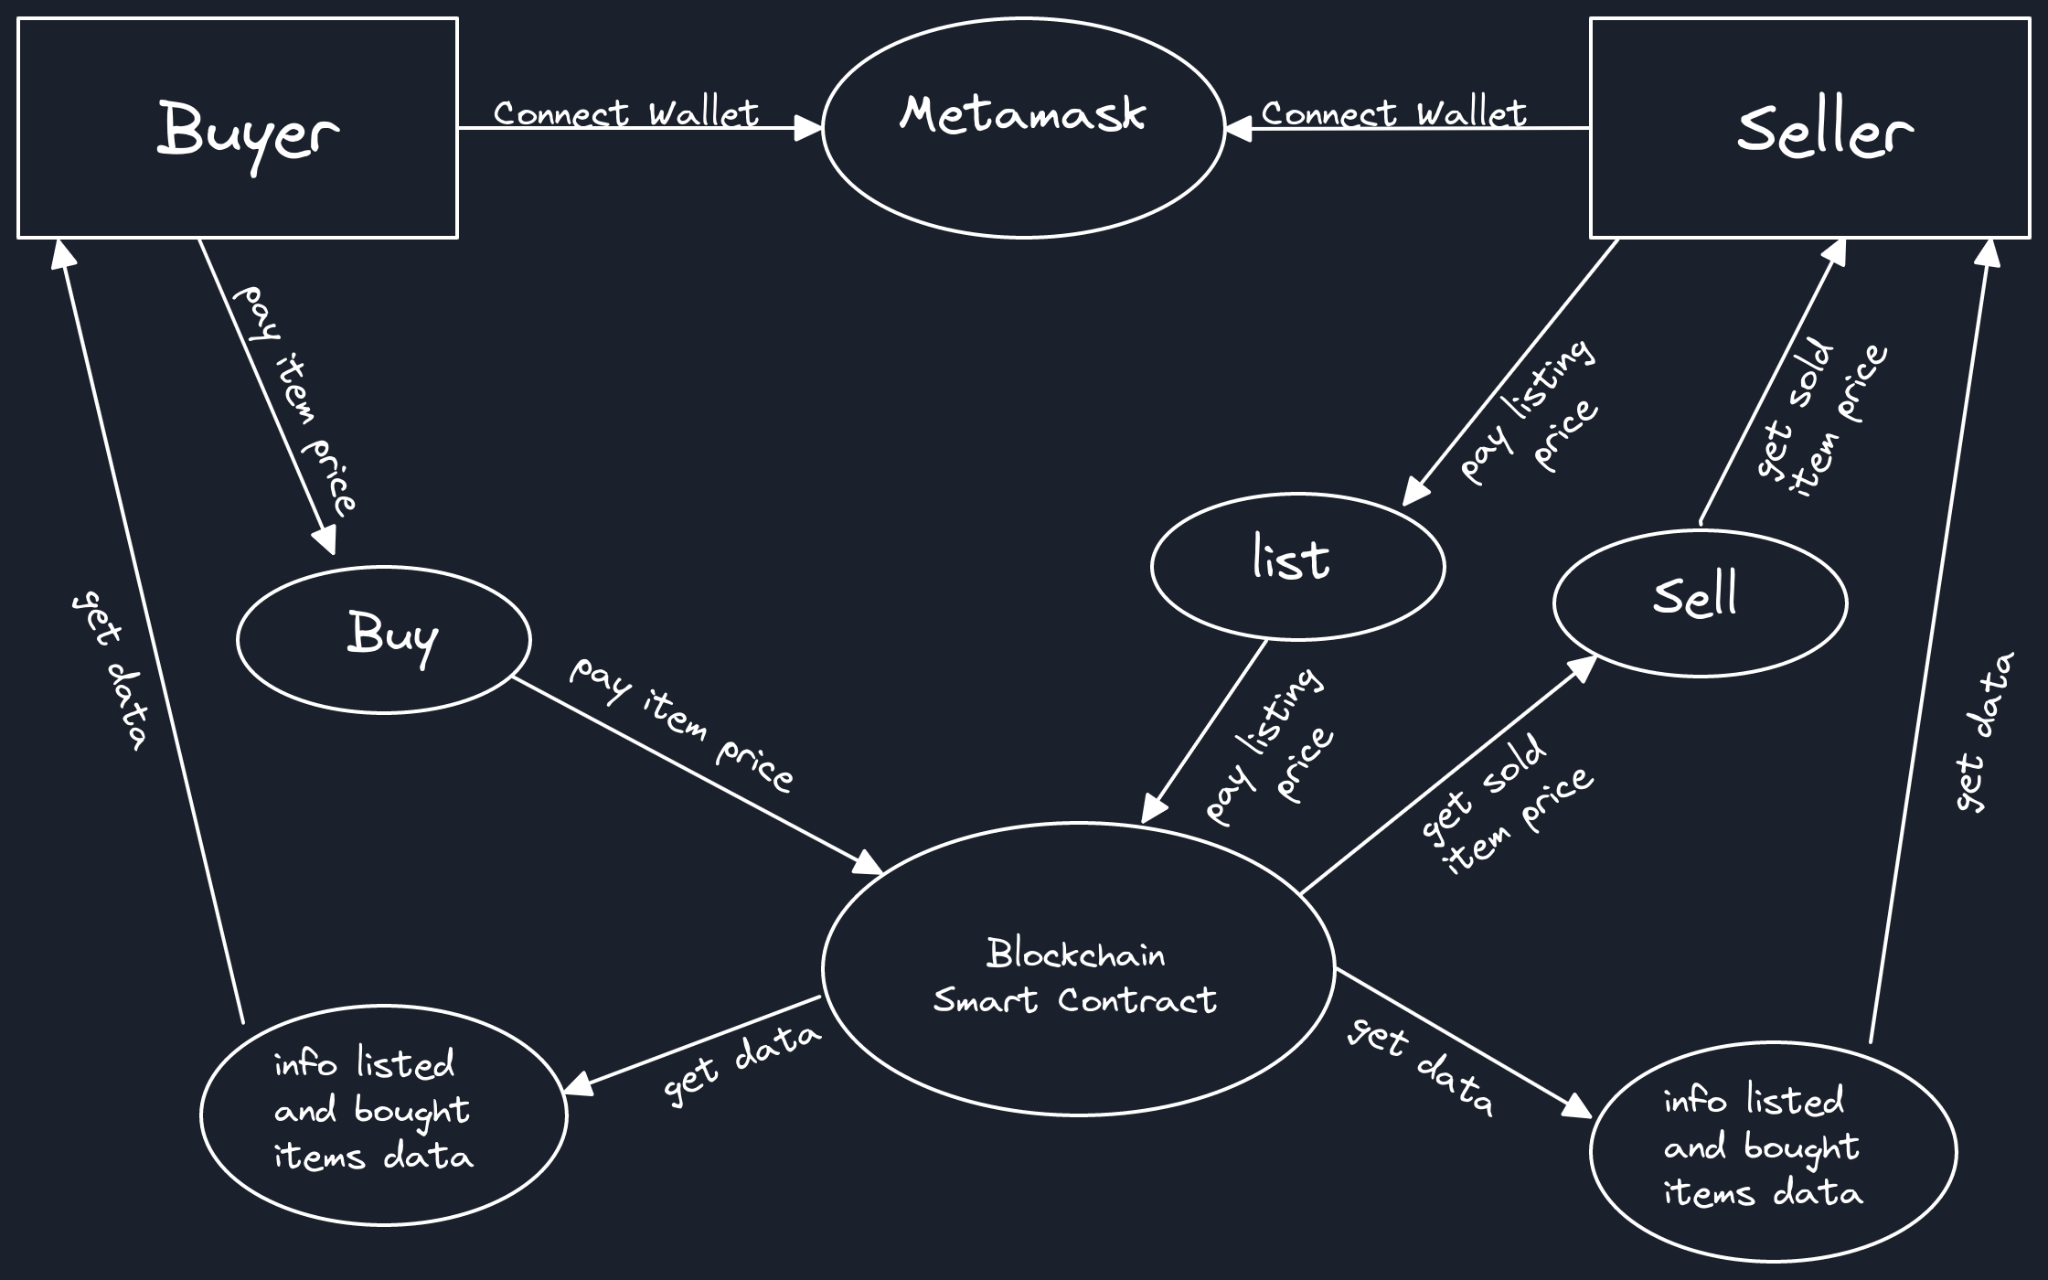 Buyer
Connect Wallet
Metamask
Connect Wallet
Seller
pay item price
pay listing
price
get sold
item price
get data
Buy
list
Sell
get data
pay item price
pay listing
price
get sold
item price
Blockchain
Smart Contract
get data
get data
info listed
and bought
items data
info listed
and bought
items data